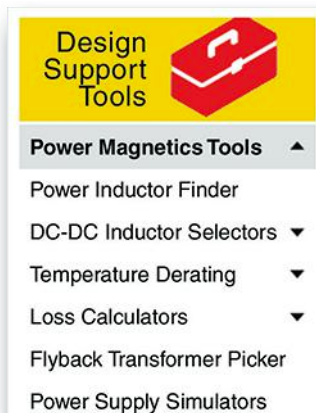 Design
Support
Tools
Power Magnetics Tools
Power Inductor Finder
DC-DC Inductor Selectors
Temperature Derating
Loss Calculators
Flyback Transformer Picker
Power Supply Simulators